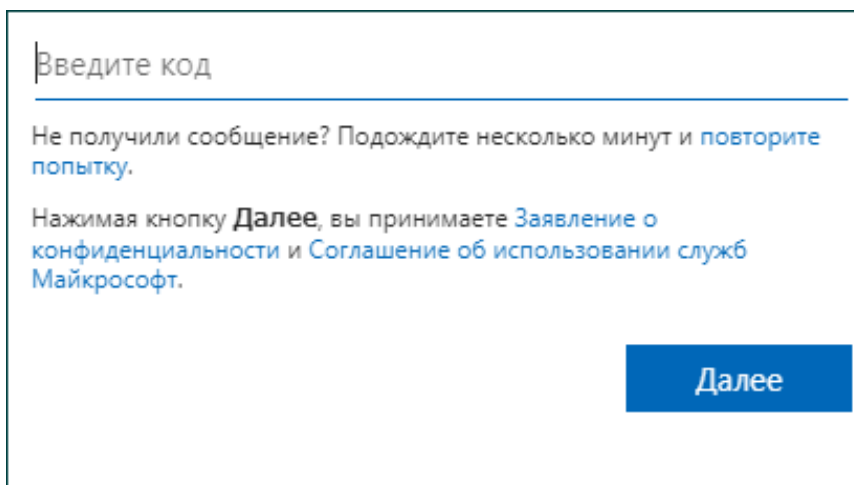 Введите код
Не получили сообщение? Подождите несколько минут и повторите
попытку.
Нажимая кнопку Далее, вы принимаете Заявление о
конфиденциальности и Соглашение об использовании служб
Майкрософт.
Далее